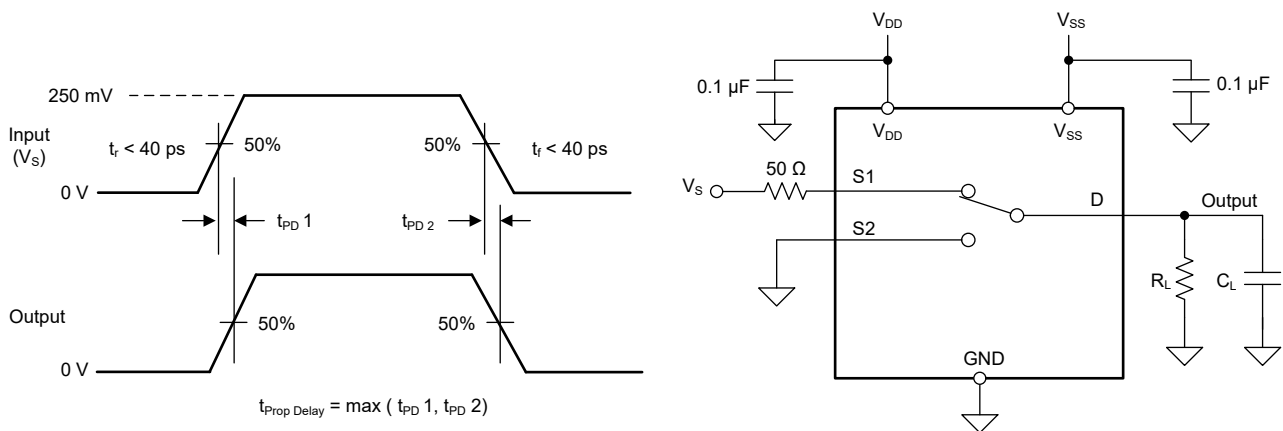 250 mV
Input
(VS)
tr < 40 ps
50%
50%
tf < 40 ps
0 V
tPD 1
tPD 2
Output
50%
50%
0 V
tProp Delay = max ( tPD 1, tPD 2)
VDD
VSS
0.1 µF
0.1 µF
VDD
VSS
50 Ω
VS
S1
D
Output
S2
RL
CL
GND